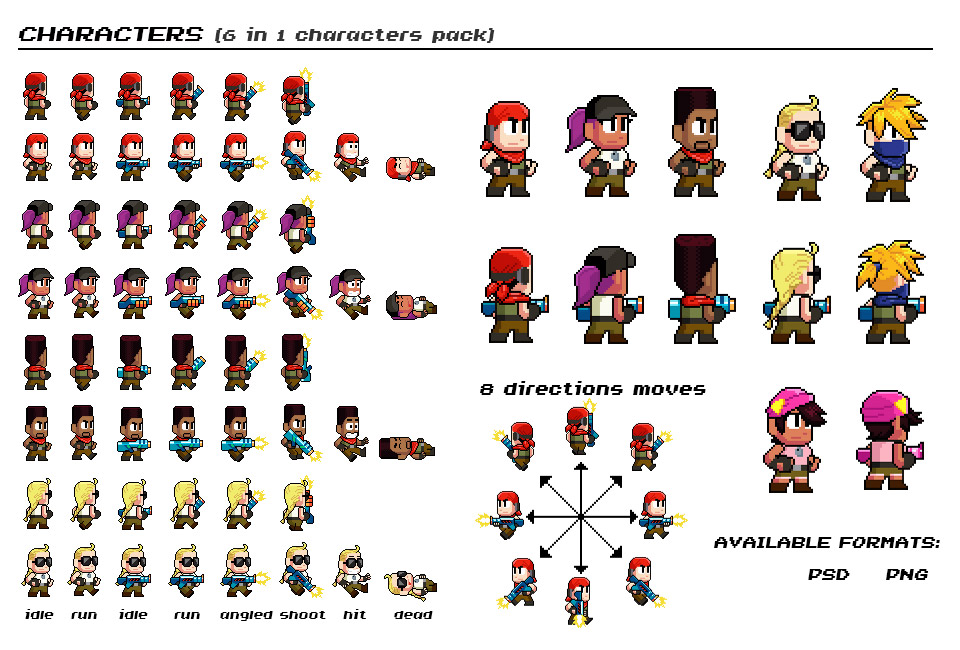 CHARACTERS (6 in 1 characters pack)
8 directions moves
AVAILABLE FORMATS:
PSD PNG
idle run idle run angled shoot hit dead